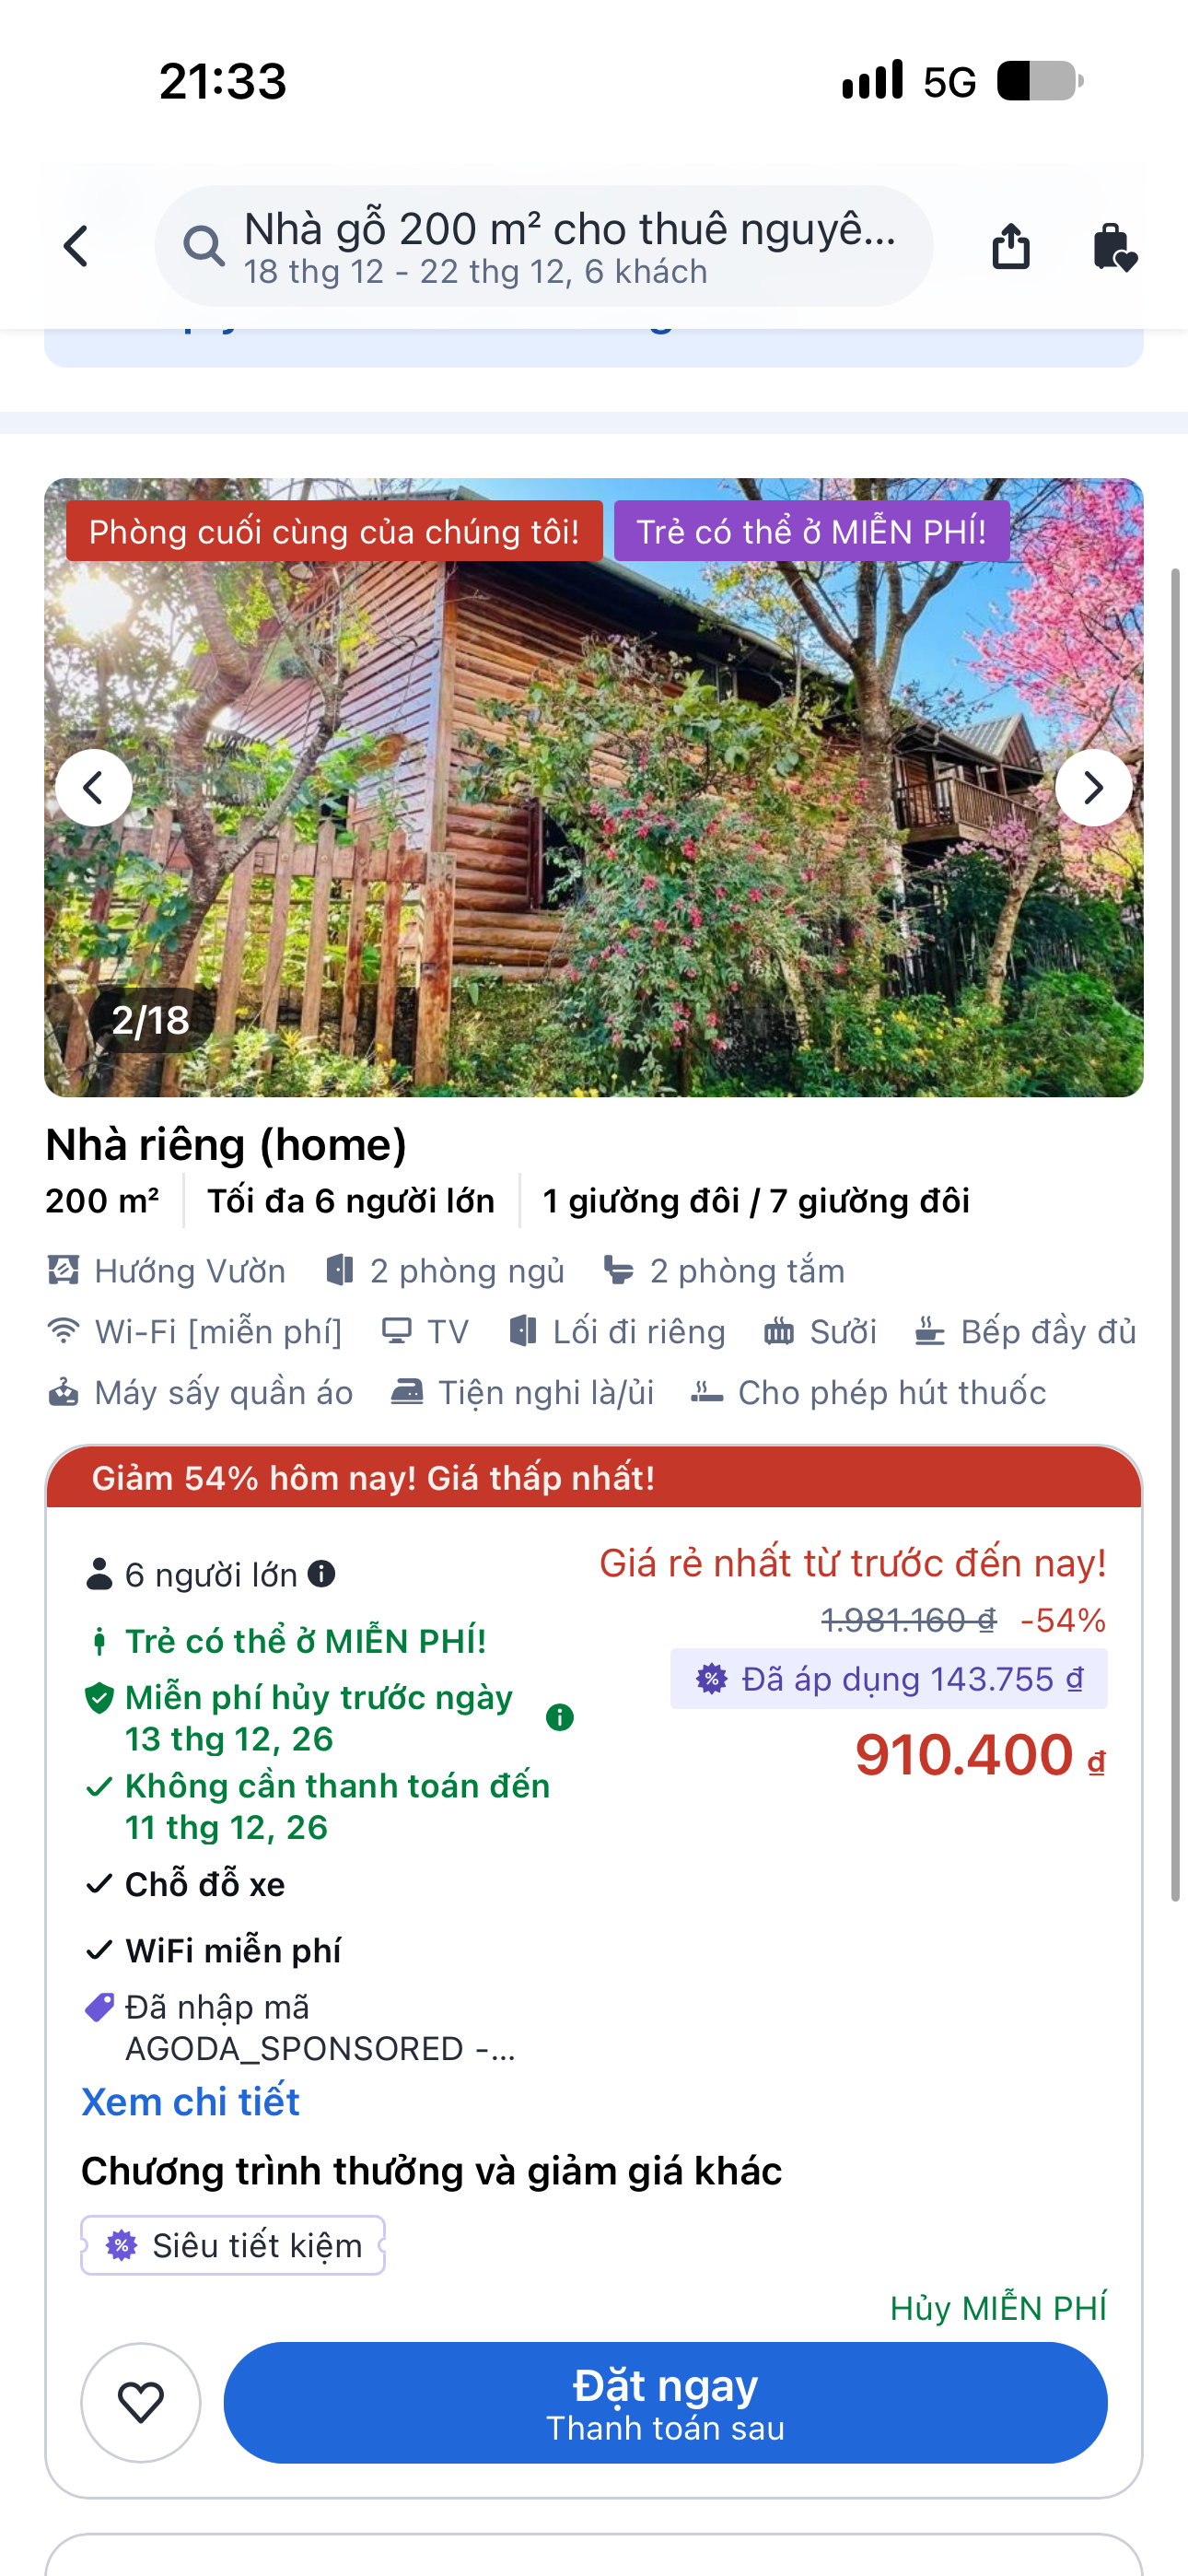 21:33
5G
Nhà gỗ 200 m² cho thuê nguyê...
18 thg 12 - 22 thg 12, 6 khách
Phòng cuối cùng của chúng tôi!
Trẻ có thể ở MIỄN PHÍ!
2/18
Nhà riêng (home)
200 m² Tối đa 6 người lớn 1 giường đôi / 7 giường đôi
Hướng Vườn 2 phòng ngủ 2 phòng tắm
Wi-Fi [miễn phí] TV Lối đi riêng Sưởi Bếp đầy đủ
Máy sấy quần áo Tiện nghi là/ủi Cho phép hút thuốc
Giảm 54% hôm nay! Giá thấp nhất!
6 người lớn
Trẻ có thể ở MIỄN PHÍ!
Miễn phí hủy trước ngày
13 thg 12, 26
Không cần thanh toán đến
11 thg 12, 26
Chỗ đỗ xe
WiFi miễn phí
Đã nhập mã
AGODA_SPONSORED -...
Xem chi tiết
Giá rẻ nhất từ trước đến nay!
1.981.160 ₫ -54%
Đã áp dụng 143.755 ₫
910.400 ₫
Chương trình thưởng và giảm giá khác
Siêu tiết kiệm
Hủy MIỄN PHÍ
Đặt ngay
Thanh toán sau